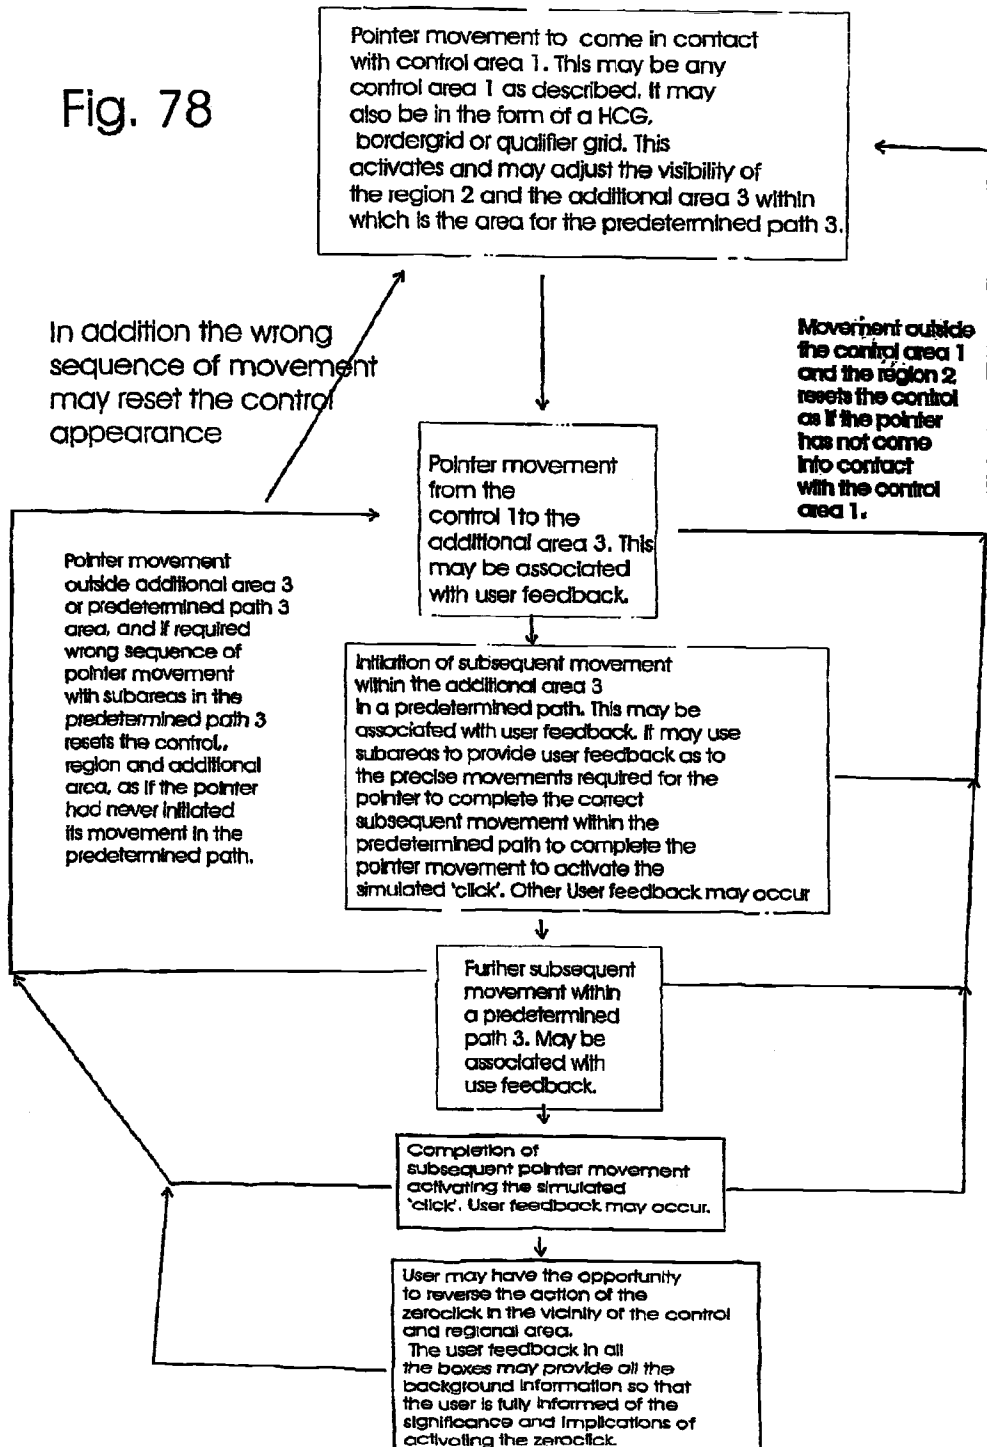 Fig. 78
Pointer movement to come in contact
with control area 1. This may be any
control area 1 as described. It may
also be in the form of a HCG,
bordergrid or qualifier grid. This
activates and may adjust the visibility of
the region 2 and the additional area 3 within
which is the area for the predetermined path 3.
In addition the wrong
sequence of movement
may reset the control
appearance
Movement outside
the control area 1
and the region 2
resets the control
as if the pointer
has not come
into contact
with the control
area 1.
Pointer movement
from the
control 1to the
additional area 3. This
may be associated
with user feedback.
Pointer movement
outside additional area 3
or predetermined path 3
area, and if required
wrong sequence of
pointer movement
with subareas in the
predetermined path 3
resets the control,
region and additional
area, as if the pointer
had never initiated
its movement in the
predetermined path.
Initiation of subsequent movement
within the additional area 3
in a predetermined path. This may be
associated with user feedback. It may use
subareas to provide user feedback as to
the precise movements required for the
pointer to complete the correct
subsequent movement within the
predetermined path to complete the
pointer movement to activate the
simulated 'click'. Other User feedback may occur
Further subsequent
movement within
a predetermined
path 3. May be
associated with
use feedback.
Completion of
subsequent pointer movement
activating the simulated
'click'. User feedback may occur.
User may have the opportunity
to reverse the action of the
zeroclick in the vicinity of the control
and regional area.
The user feedback in all
the boxes may provide all the
background information so that
the user is fully informed of the
significance and implications of
activating the zeroclick.